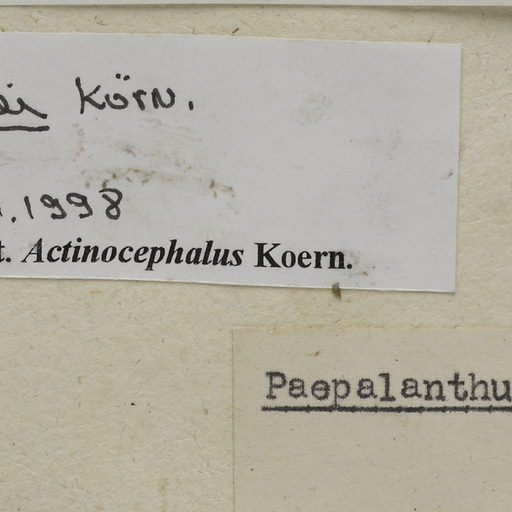 Körn.
.1998
t. Actinocephalus Koern.
Paepalanthu